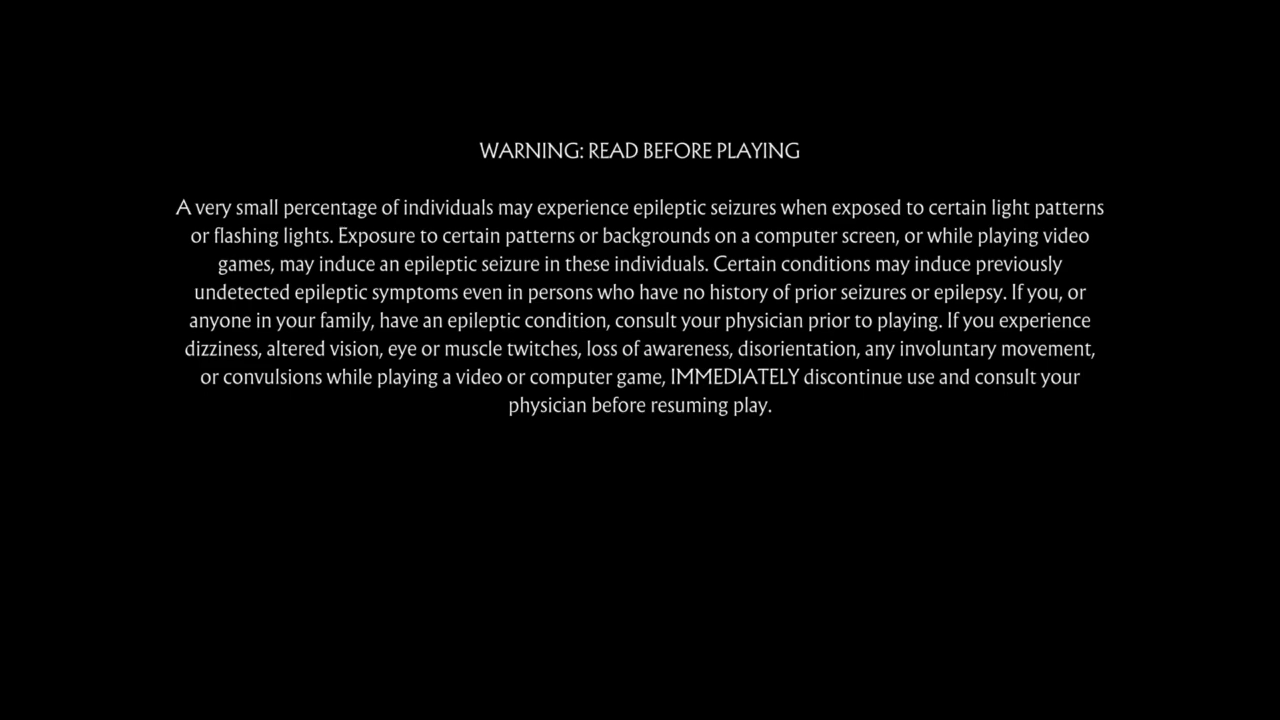 WARNING: READ BEFORE PLAYING
A very small percentage of individuals may experience epileptic seizures when exposed to certain light patterns
or flashing lights. Exposure to certain patterns or backgrounds on a computer screen, or while playing video
games, may induce an epileptic seizure in these individuals. Certain conditions may induce previously
undetected epileptic symptoms even in persons who have no history of prior seizures or epilepsy. If you, or
anyone in your family, have an epileptic condition, consult your physician prior to playing. If you experience
dizziness, altered vision, eye or muscle twitches, loss of awareness, disorientation, any involuntary movement,
or convulsions while playing a video or computer game, IMMEDIATELY discontinue use and consult your
physician before resuming play.